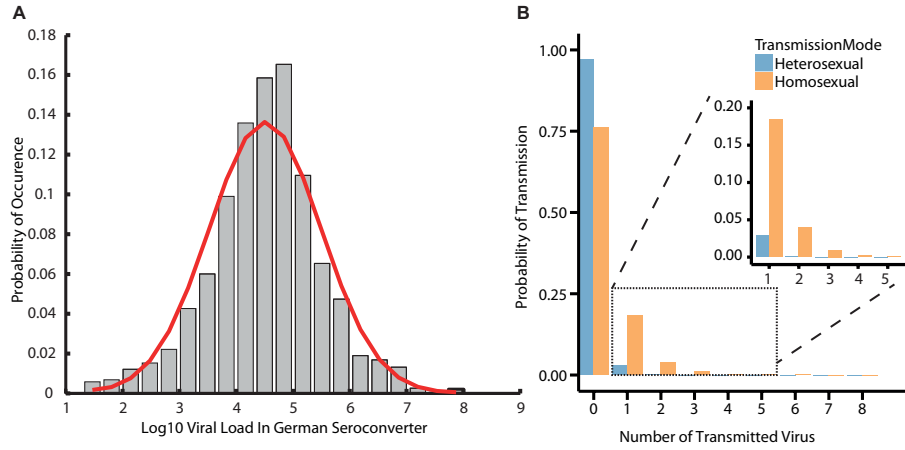 A
0.18
0.16
0.14
0.12
0.1
0.08
0.06
0.04
0.02
0
Probability of Occurence
1 2 3 4 5 6 7 8 9
Log10 Viral Load In German Seroconverter
B
1.00
0.75
0.50
0.25
0.00
Probability of Transmission
TransmissionMode
Heterosexual
Homosexual
0.20
0.15
0.10
0.05
0.00
1 2 3 4 5
0 1 2 3 4 5 6 7 8
Number of Transmitted Virus